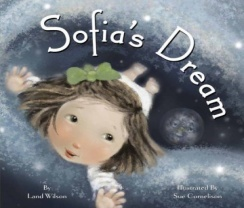 Sofia's Dream
By
Land Wilson
Illustrated By
Sue Cornelison